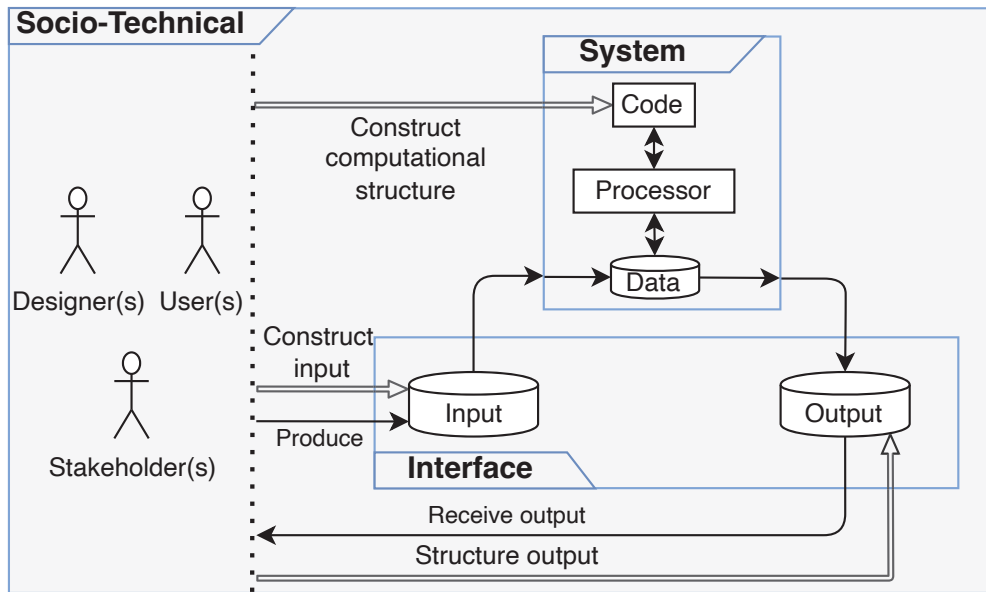 Socio-Technical
System
Code
Construct
computational
structure
Processor
Data
Designer(s)
User(s)
Construct
input
Input
Output
Produce
Stakeholder(s)
Interface
Receive output
Structure output